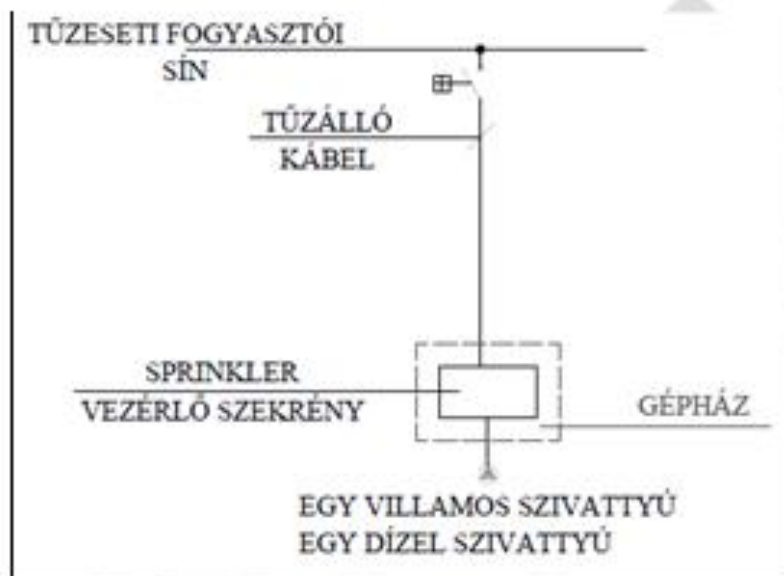 TŰZESETI FOGYASZTÓI
SÍN
TŰZÁLLÓ
KÁBEL
SPRINKLER
VEZÉRLŐ SZEKRÉNY
GÉPHÁZ
EGY VILLAMOS SZIVATTYÚ
EGY DÍZEL SZIVATTYÚ